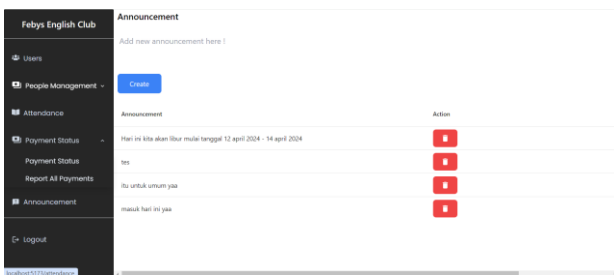 Febys English Club
Users
People Management
Attendance
Payment Status
Payment Status
Report All Payments
Announcement
Logout
localhost:5173/attendance
Announcement
Add new announcement here !
Create
Announcement Action
Hari ini kita akan libur mulai tanggal 12 april 2024 - 14 april 2024
tes
itu untuk umum yaa
masuk hari ini yaa